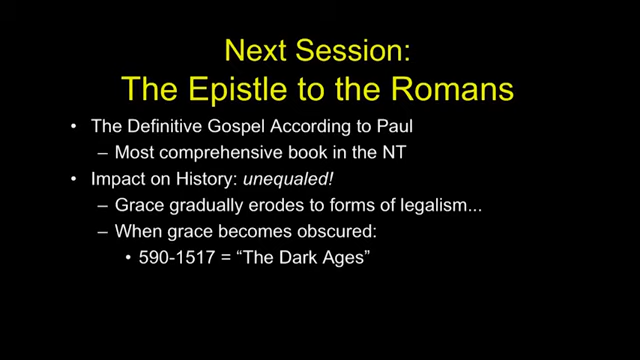 Next Session:
The Epistle to the Romans
• The Definitive Gospel According to Paul
– Most comprehensive book in the NT
• Impact on History: unequaled!
– Grace gradually erodes to forms of legalism...
– When grace becomes obscured:
• 590-1517 = “The Dark Ages”